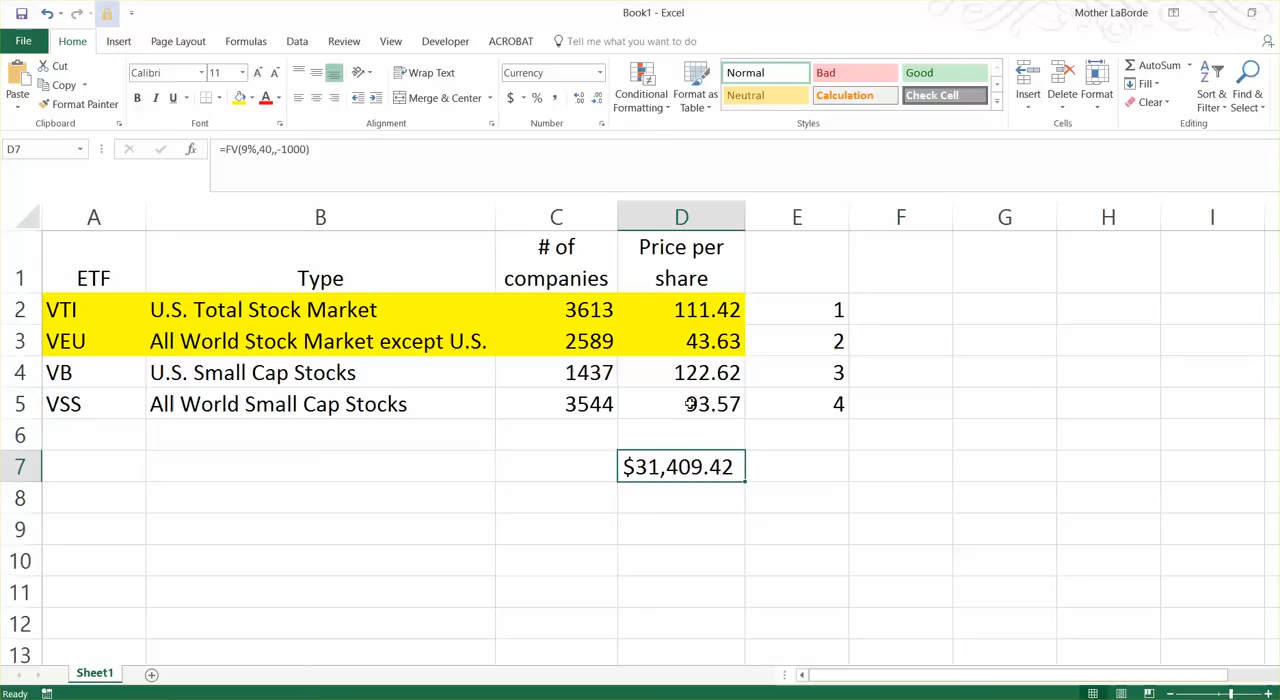 Book1 - Excel
Mother LaBorde
File Home Insert Page Layout Formulas Data Review View Developer ACROBAT Tell me what you want to do
Paste
Cut
Copy
Format Painter
Clipboard
Calibri 11
B I U
Font
Wrap Text
Merge & Center
Alignment
Currency
$ % ,
Number
Conditional Formatting
Format as Table
Normal Bad Good
Neutral Calculation Check Cell
Styles
Insert Delete Format
Cells
AutoSum
Fill
Clear
Sort & Filter
Find & Select
Editing
D7 fx =FV(9%,40,,-1000)
A B C D E F G H I
1 ETF Type # of companies Price per share
2 VTI U.S. Total Stock Market 3613 111.42 1
3 VEU All World Stock Market except U.S. 2589 43.63 2
4 VB U.S. Small Cap Stocks 1437 122.62 3
5 VSS All World Small Cap Stocks 3544 93.57 4
6
7 $31,409.42
8
9
10
11
12
13
Sheet1
Ready